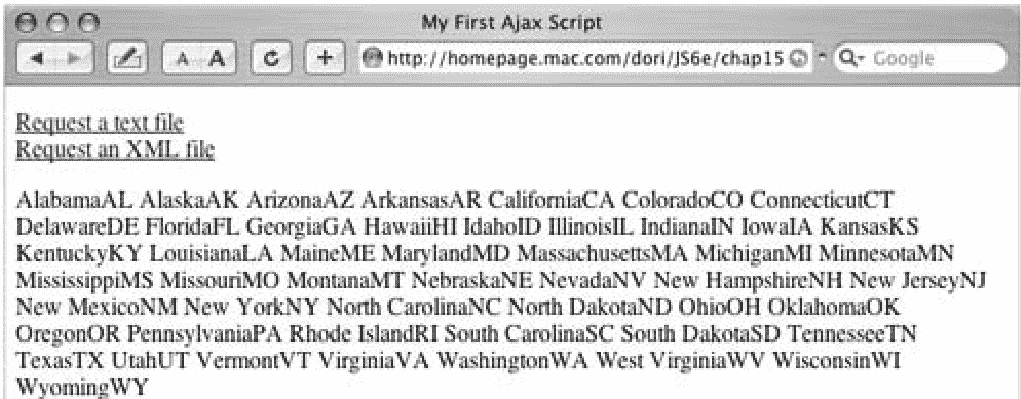 My First Ajax Script
A A C + http://homepage.mac.com/dori/JS6e/chap15 Google
Request a text file
Request an XML file
AlabamaAL AlaskaAK ArizonaAZ ArkansasAR CaliforniaCA ColoradoCO ConnecticutCT
DelawareDE FloridaFL GeorgiaGA HawaiiHI IdahoID IllinoisIL IndianaIN IowaIA KansasKS
KentuckyKY LouisianaLA MaineME MarylandMD MassachusettsMA MichiganMI MinnesotaMN
MississippiMS MissouriMO MontanaMT NebraskaNE NevadaNV New HampshireNH New JerseyNJ
New MexicoNM New YorkNY North CarolinaNC North DakotaND OhioOH OklahomaOK
OregonOR PennsylvaniaPA Rhode IslandRI South CarolinaSC South DakotaSD TennesseeTN
TexasTX UtahUT VermontVT VirginiaVA WashingtonWA West VirginiaWV WisconsinWI
WyomingWY